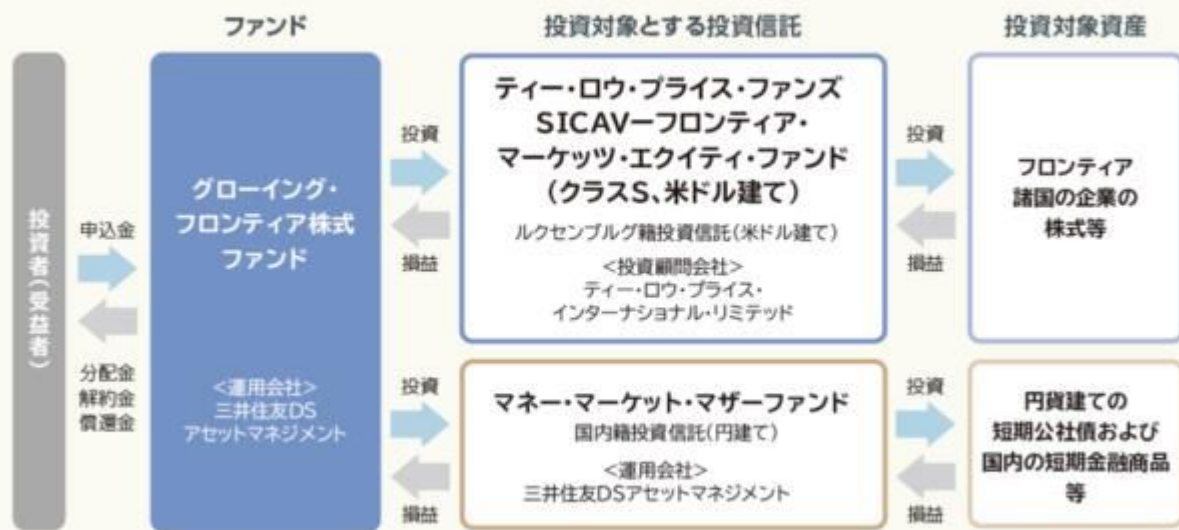 ファンド
投資対象とする投資信託
投資対象資産
投資者(受益者)
申込金
分配金
解約金
償還金
グローイング・
フロンティア株式
ファンド
<運用会社>
三井住友DS
アセットマネジメント
投資
損益
ティー・ロウ・プライス・ファンズ
SICAVーフロンティア・
マーケッツ・エクイティ・ファンド
(クラスS、米ドル建て)
ルクセンブルグ籍投資信託(米ドル建て)
<投資顧問会社>
ティー・ロウ・プライス・
インターナショナル・リミテッド
投資
損益
フロンティア
諸国の企業の
株式等
投資
損益
マネー・マーケット・マザーファンド
国内籍投資信託(円建て)
<運用会社>
三井住友DSアセットマネジメント
投資
損益
円貨建ての
短期公社債および
国内の短期金融商品
等